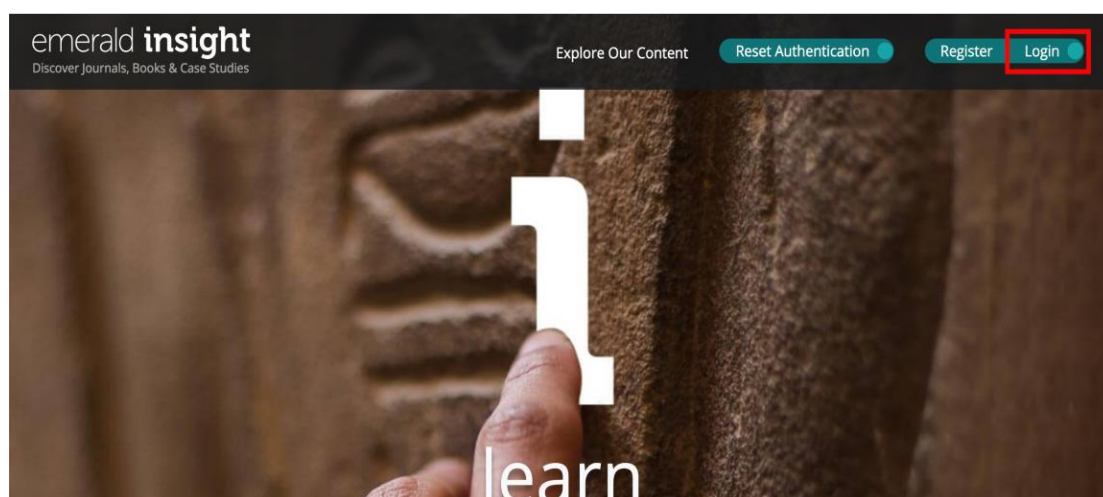 emerald insight
Discover Journals, Books & Case Studies
Explore Our Content
Reset Authentication
Register
Login
i
learn